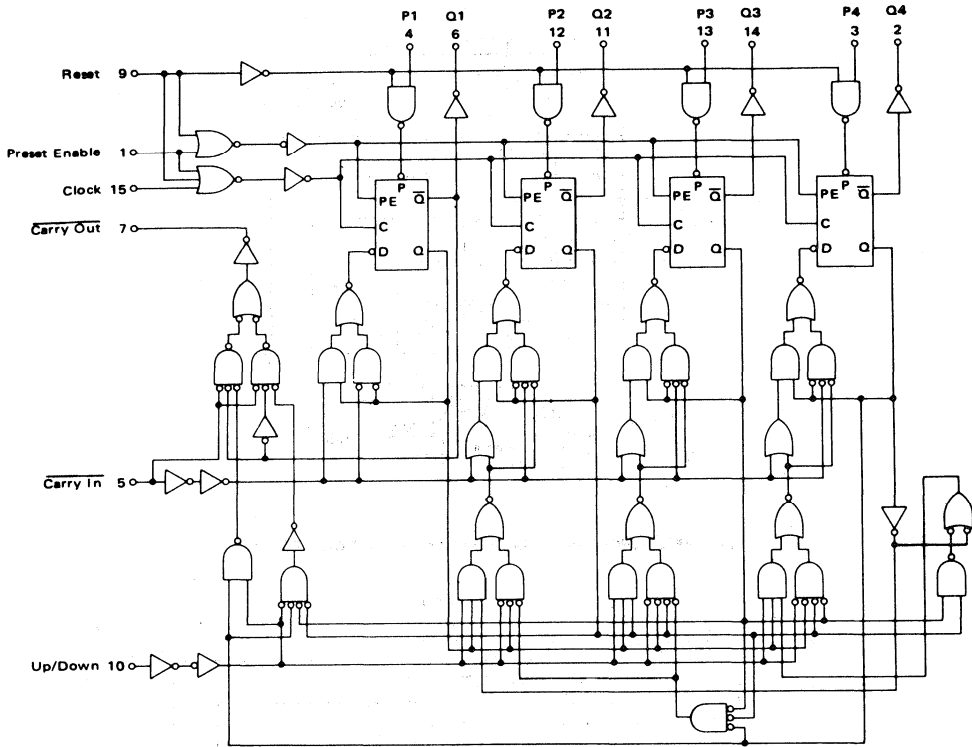 P1 Q1 P2 Q2 P3 Q3 P4 Q4
4 6 12 11 13 14 3 2
Reset 9
Preset Enable 1
Clock 15
Carry Out 7
P P P P
PE Q PE Q PE Q PE Q
C C C C
D Q D Q D Q D Q
Carry In 5
Up/Down 10